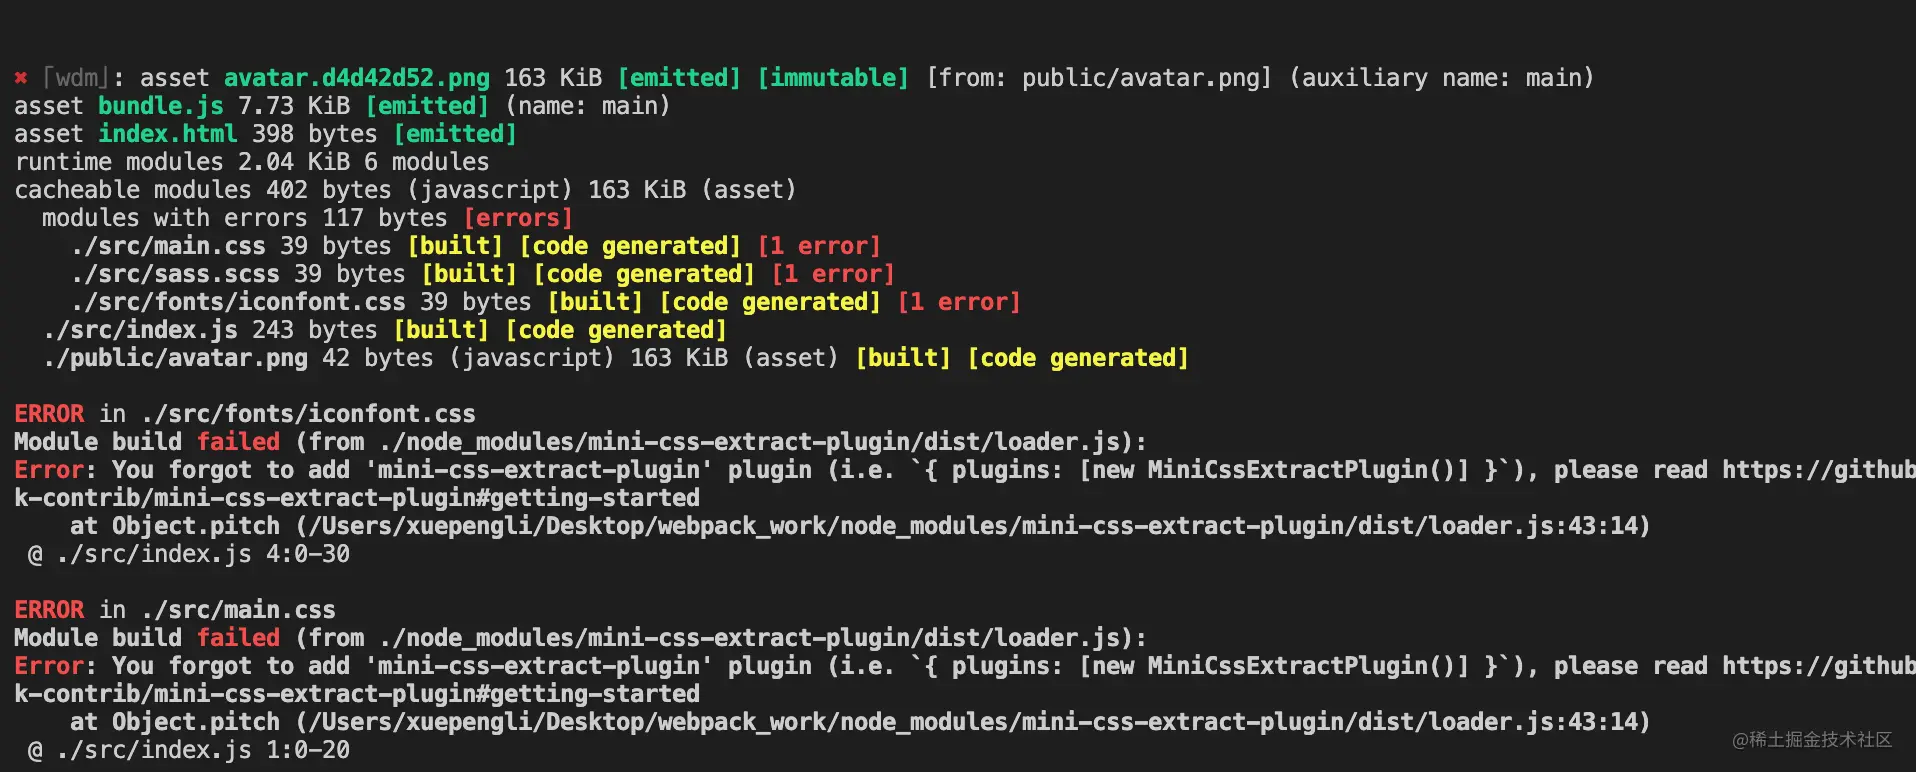 ✖ ｢wdm｣: asset avatar.d4d42d52.png 163 KiB [emitted] [immutable] [from: public/avatar.png] (auxiliary name: main)
asset bundle.js 7.73 KiB [emitted] (name: main)
asset index.html 398 bytes [emitted]
runtime modules 2.04 KiB 6 modules
cacheable modules 402 bytes (javascript) 163 KiB (asset)
  modules with errors 117 bytes [errors]
    ./src/main.css 39 bytes [built] [code generated] [1 error]
    ./src/sass.scss 39 bytes [built] [code generated] [1 error]
    ./src/fonts/iconfont.css 39 bytes [built] [code generated] [1 error]
  ./src/index.js 243 bytes [built] [code generated]
  ./public/avatar.png 42 bytes (javascript) 163 KiB (asset) [built] [code generated]

ERROR in ./src/fonts/iconfont.css
Module build failed (from ./node_modules/mini-css-extract-plugin/dist/loader.js):
Error: You forgot to add 'mini-css-extract-plugin' plugin (i.e. `{ plugins: [new MiniCssExtractPlugin()] }`), please read https://github
k-contrib/mini-css-extract-plugin#getting-started
    at Object.pitch (/Users/xuepengli/Desktop/webpack_work/node_modules/mini-css-extract-plugin/dist/loader.js:43:14)
 @ ./src/index.js 4:0-30

ERROR in ./src/main.css
Module build failed (from ./node_modules/mini-css-extract-plugin/dist/loader.js):
Error: You forgot to add 'mini-css-extract-plugin' plugin (i.e. `{ plugins: [new MiniCssExtractPlugin()] }`), please read https://github
k-contrib/mini-css-extract-plugin#getting-started
    at Object.pitch (/Users/xuepengli/Desktop/webpack_work/node_modules/mini-css-extract-plugin/dist/loader.js:43:14)
 @ ./src/index.js 1:0-20
@稀土掘金技术社区